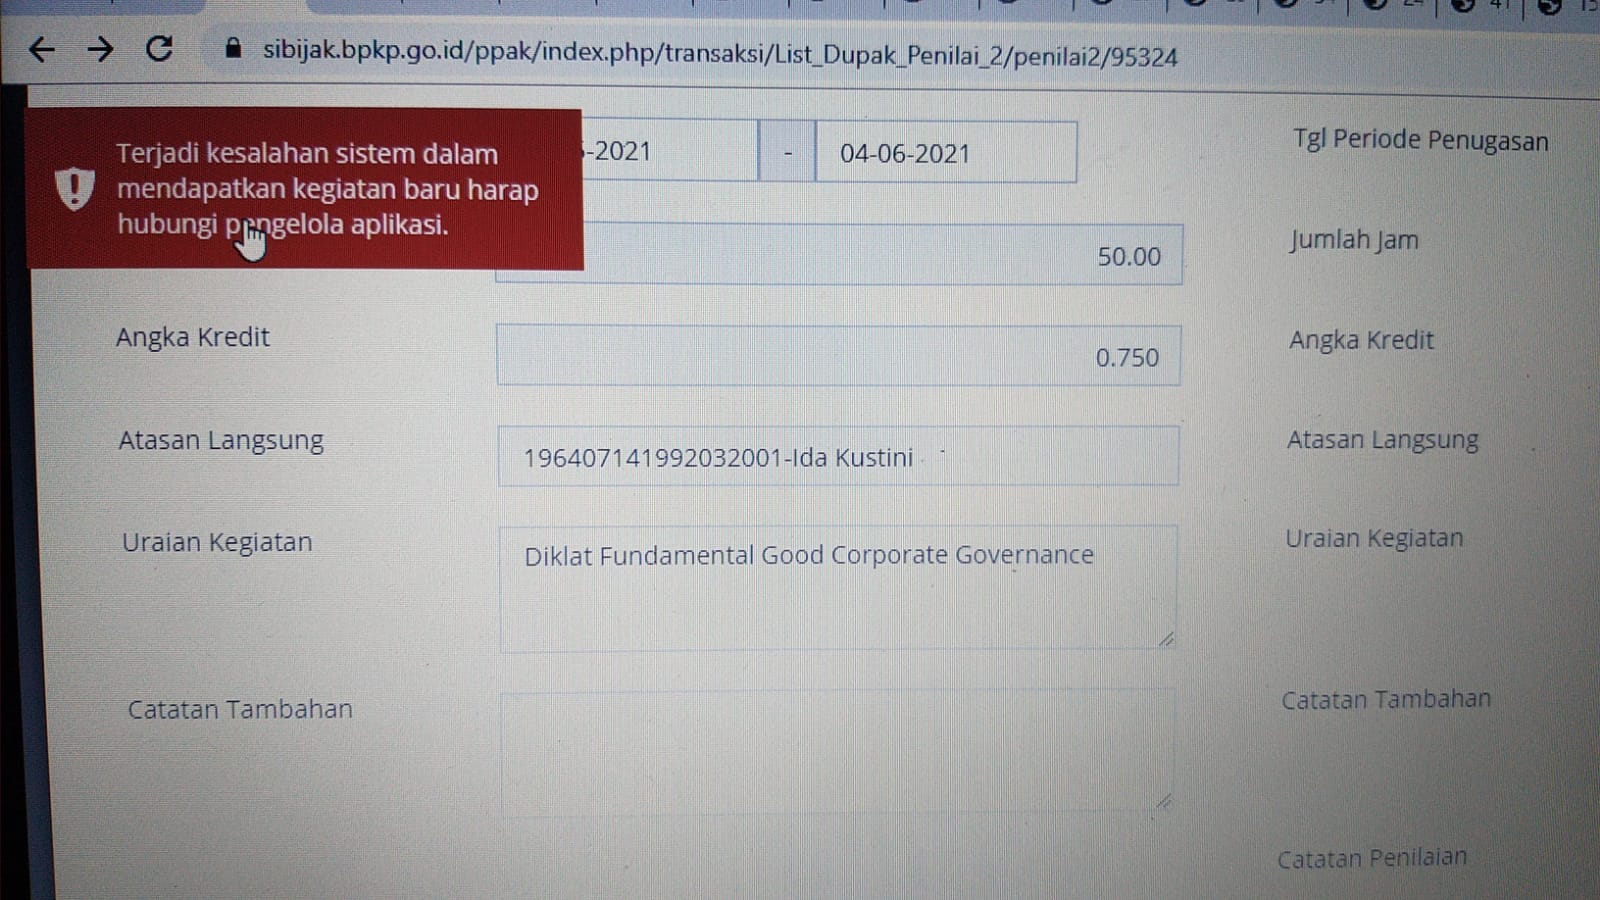 sibijak.bpkp.go.id/ppak/index.php/transaksi/List_Dupak_Penilai_2/penilai2/95324
Terjadi kesalahan sistem dalam
mendapatkan kegiatan baru harap
hubungi pengelola aplikasi.
-2021 - 04-06-2021 Tgl Periode Penugasan
50.00 Jumlah Jam
Angka Kredit 0.750 Angka Kredit
Atasan Langsung 196407141992032001-Ida Kustini Atasan Langsung
Uraian Kegiatan Diklat Fundamental Good Corporate Governance Uraian Kegiatan
Catatan Tambahan Catatan Tambahan
Catatan Penilaian